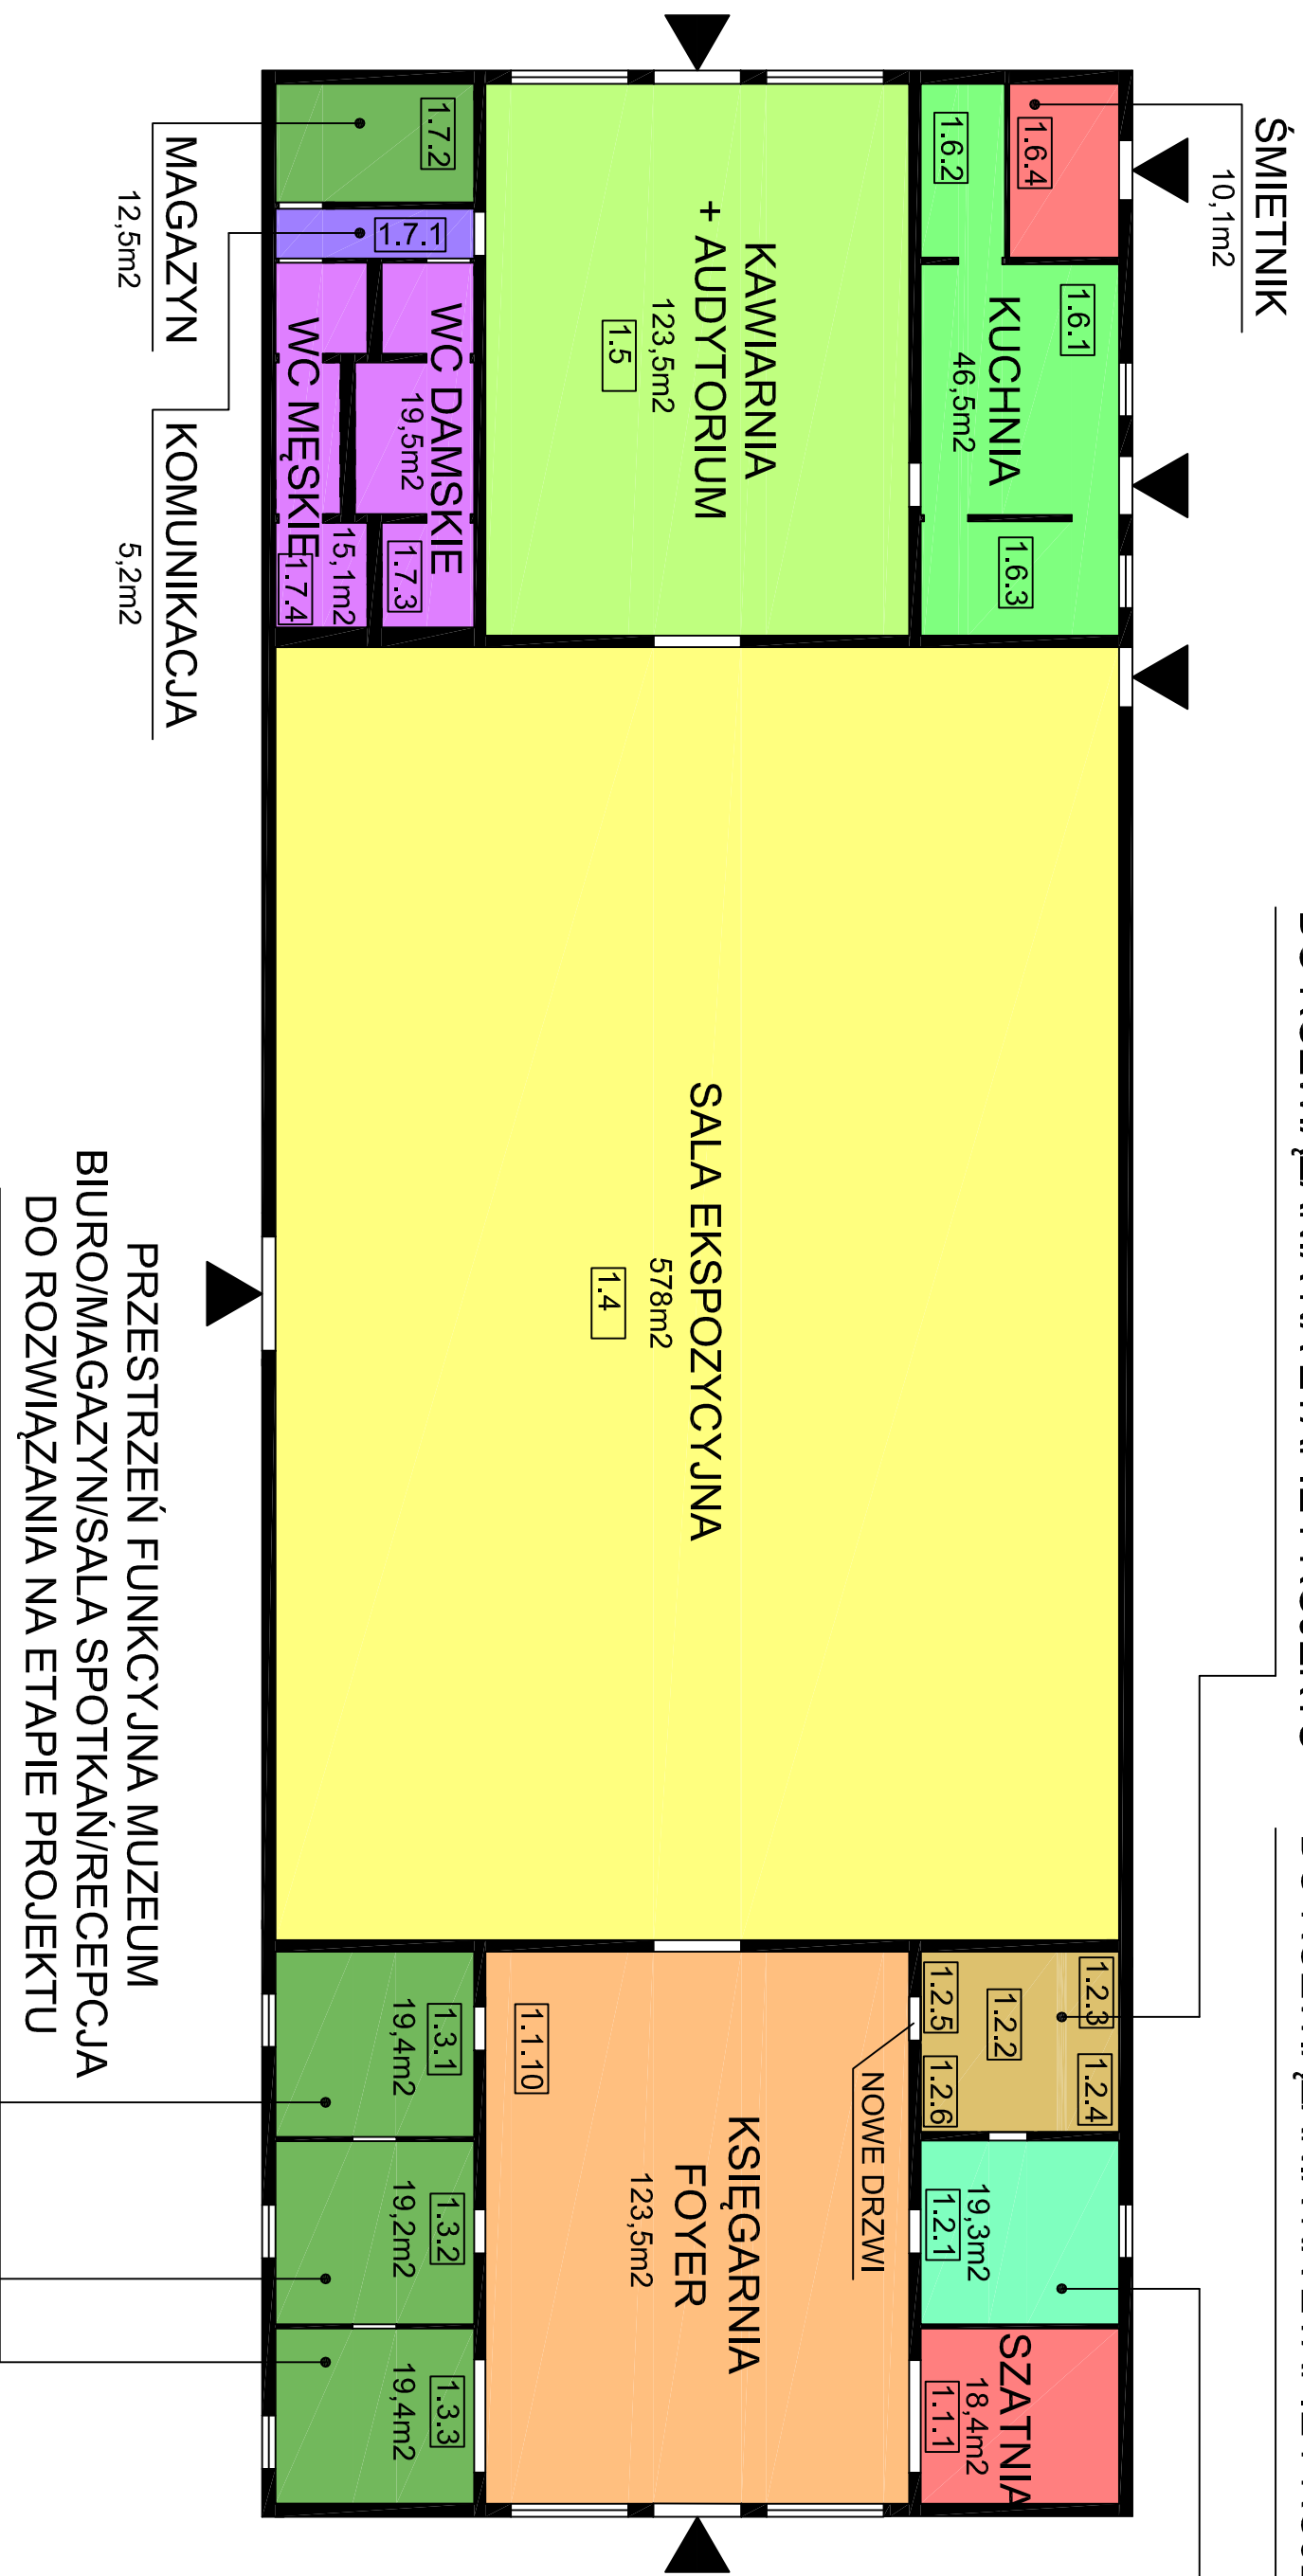 ŚMIETNIK
10,1m2
1.6.4
1.6.2
1.6.1
KUCHNIA
46,5m2
1.6.3
KAWIARNIA
+ AUDYTORIUM
123,5m2
1.5
1.7.2
1.7.1
WC DAMSKIE
19,5m2
1.7.3
WC MĘSKIE
15,1m2
1.7.4
MAGAZYN
12,5m2
KOMUNIKACJA
5,2m2
SALA EKSPOZYCYJNA
578m2
1.4
1.2.3
1.2.4
1.2.2
1.2.5
1.2.6
19,3m2
1.2.1
SZATNIA
18,4m2
1.1.1
NOWE DRZWI
KSIĘGARNIA
FOYER
123,5m2
1.1.10
1.3.1
19,4m2
1.3.2
19,2m2
1.3.3
19,4m2
PRZESTRZEŃ FUNKCYJNA MUZEUM
BIURO/MAGAZYN/SALA SPOTKAŃ/RECEPCJA
DO ROZWIĄZANIA NA ETAPIE PROJEKTU